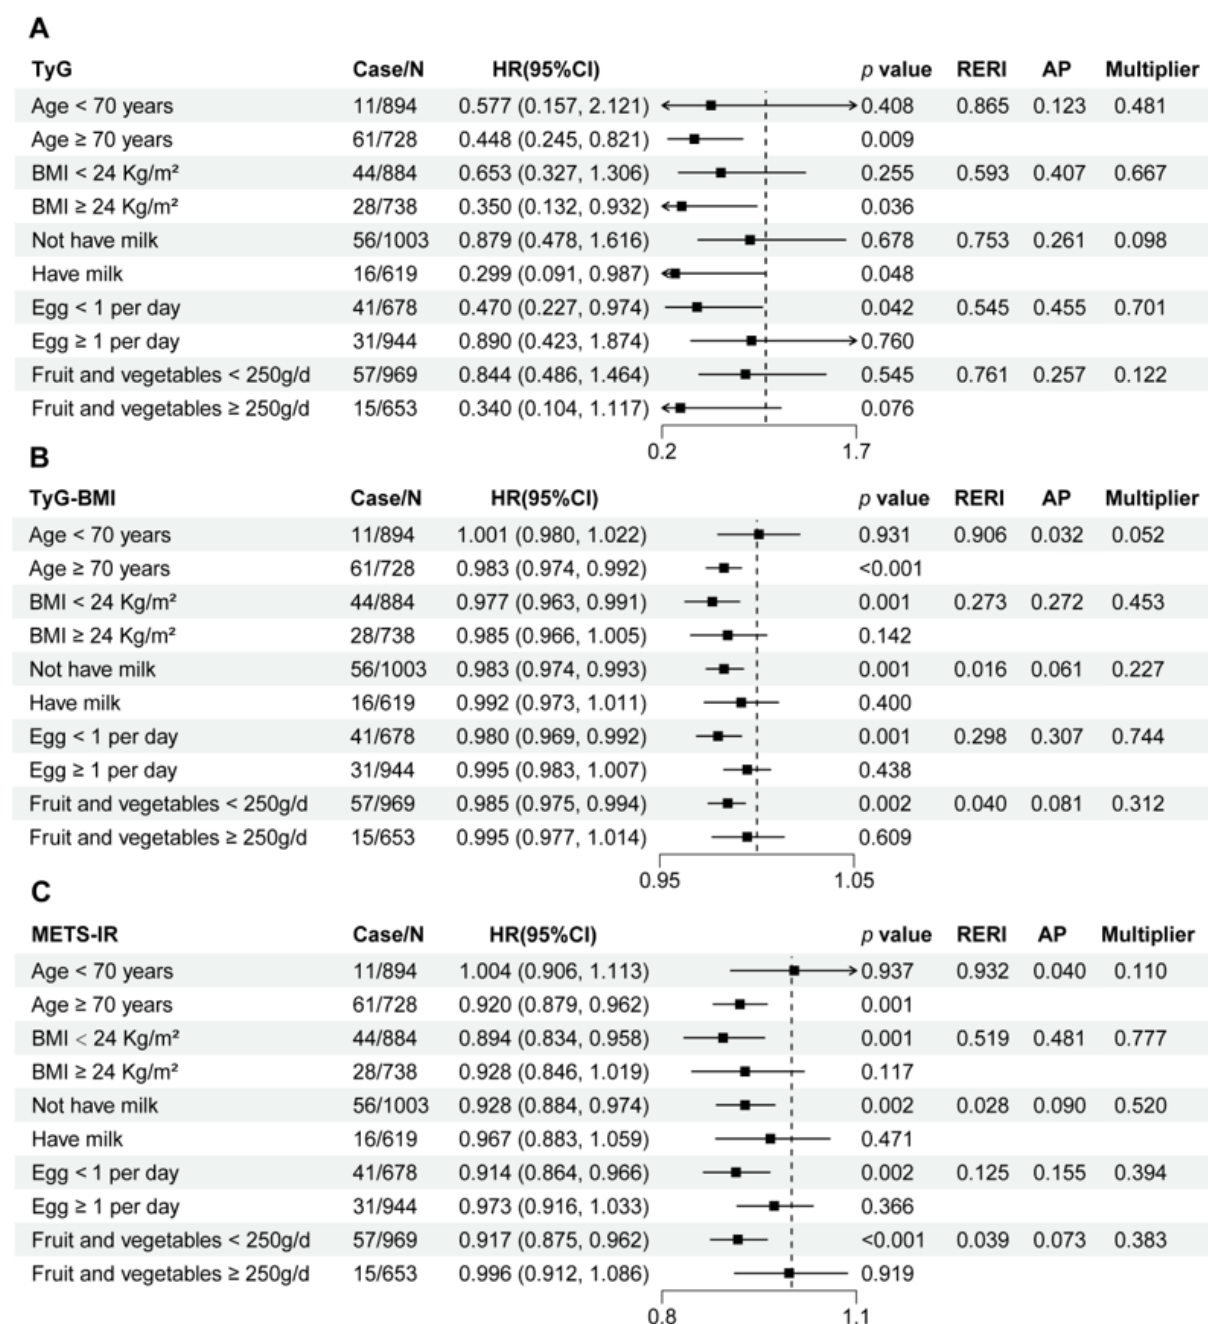 A
TyG Case/N HR(95%CI) p value RERI AP Multiplier
Age < 70 years 11/894 0.577 (0.157, 2.121) 0.408 0.865 0.123 0.481
Age ≥ 70 years 61/728 0.448 (0.245, 0.821) 0.009
BMI < 24 Kg/m² 44/884 0.653 (0.327, 1.306) 0.255 0.593 0.407 0.667
BMI ≥ 24 Kg/m² 28/738 0.350 (0.132, 0.932) 0.036
Not have milk 56/1003 0.879 (0.478, 1.616) 0.678 0.753 0.261 0.098
Have milk 16/619 0.299 (0.091, 0.987) 0.048
Egg < 1 per day 41/678 0.470 (0.227, 0.974) 0.042 0.545 0.455 0.701
Egg ≥ 1 per day 31/944 0.890 (0.423, 1.874) 0.760
Fruit and vegetables < 250g/d 57/969 0.844 (0.486, 1.464) 0.545 0.761 0.257 0.122
Fruit and vegetables ≥ 250g/d 15/653 0.340 (0.104, 1.117) 0.076
0.2 1.7
B
TyG-BMI Case/N HR(95%CI) p value RERI AP Multiplier
Age < 70 years 11/894 1.001 (0.980, 1.022) 0.931 0.906 0.032 0.052
Age ≥ 70 years 61/728 0.983 (0.974, 0.992) <0.001
BMI < 24 Kg/m² 44/884 0.977 (0.963, 0.991) 0.001 0.273 0.272 0.453
BMI ≥ 24 Kg/m² 28/738 0.985 (0.966, 1.005) 0.142
Not have milk 56/1003 0.983 (0.974, 0.993) 0.001 0.016 0.061 0.227
Have milk 16/619 0.992 (0.973, 1.011) 0.400
Egg < 1 per day 41/678 0.980 (0.969, 0.992) 0.001 0.298 0.307 0.744
Egg ≥ 1 per day 31/944 0.995 (0.983, 1.007) 0.438
Fruit and vegetables < 250g/d 57/969 0.985 (0.975, 0.994) 0.002 0.040 0.081 0.312
Fruit and vegetables ≥ 250g/d 15/653 0.995 (0.977, 1.014) 0.609
0.95 1.05
C
METS-IR Case/N HR(95%CI) p value RERI AP Multiplier
Age < 70 years 11/894 1.004 (0.906, 1.113) 0.937 0.932 0.040 0.110
Age ≥ 70 years 61/728 0.920 (0.879, 0.962) 0.001
BMI < 24 Kg/m² 44/884 0.894 (0.834, 0.958) 0.001 0.519 0.481 0.777
BMI ≥ 24 Kg/m² 28/738 0.928 (0.846, 1.019) 0.117
Not have milk 56/1003 0.928 (0.884, 0.974) 0.002 0.028 0.090 0.520
Have milk 16/619 0.967 (0.883, 1.059) 0.471
Egg < 1 per day 41/678 0.914 (0.864, 0.966) 0.002 0.125 0.155 0.394
Egg ≥ 1 per day 31/944 0.973 (0.916, 1.033) 0.366
Fruit and vegetables < 250g/d 57/969 0.917 (0.875, 0.962) <0.001 0.039 0.073 0.383
Fruit and vegetables ≥ 250g/d 15/653 0.996 (0.912, 1.086) 0.919
0.8 1.1